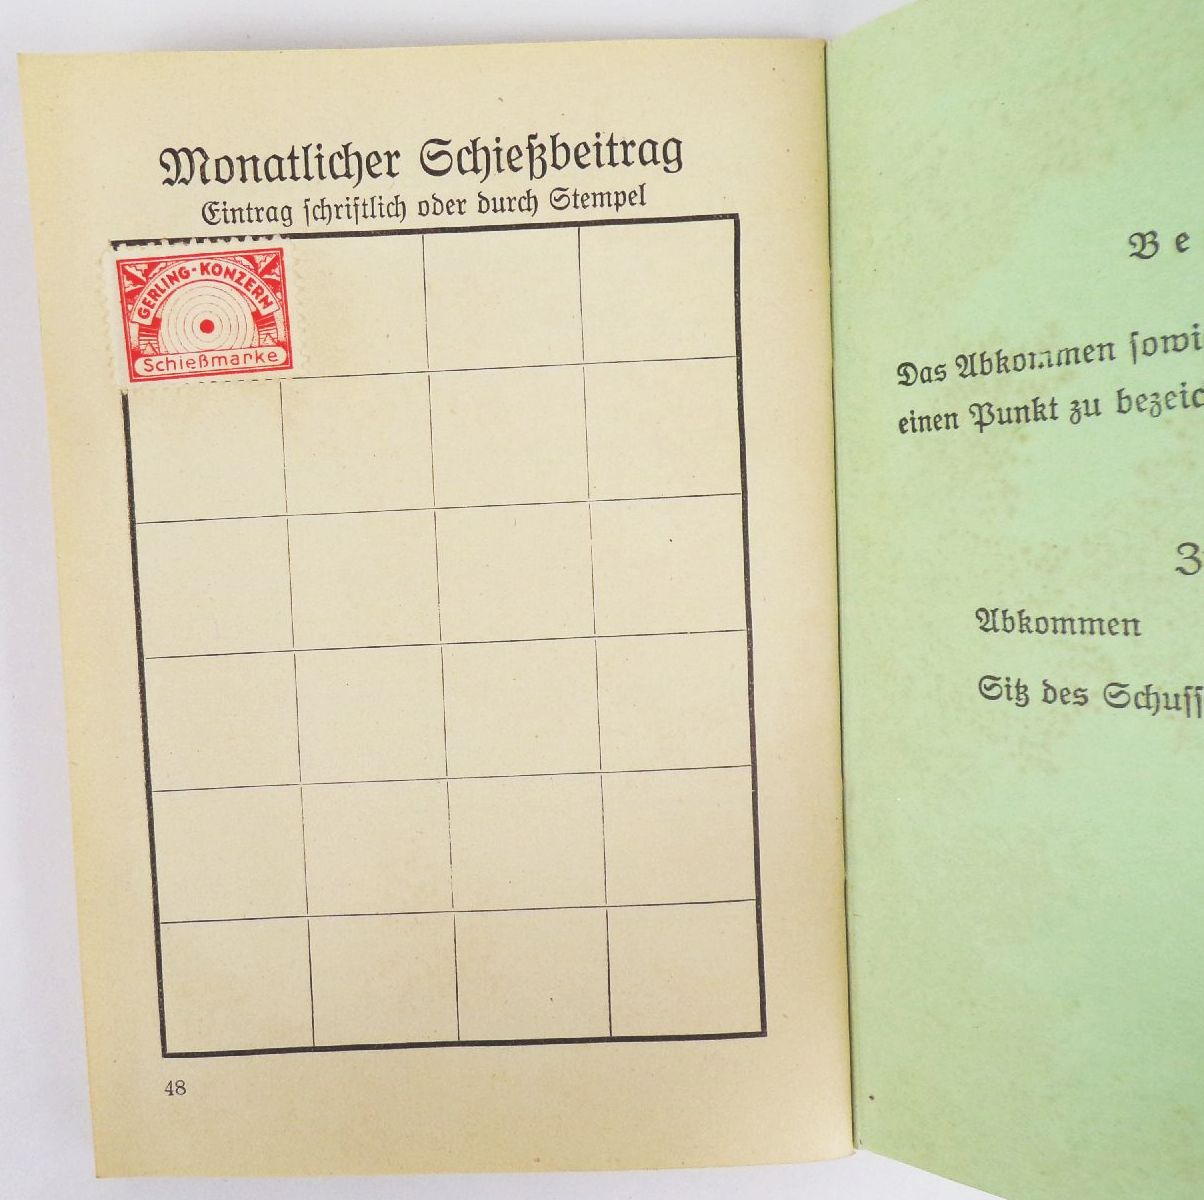 Monatlicher Schießbeitrag
Eintrag schriftlich oder durch Stempel
GERLING-KONZERN
Schießmarke
48
Be
Das Abkommen sowi
einen Punkt zu bezeic
Abkommen
Sitz des Schuss